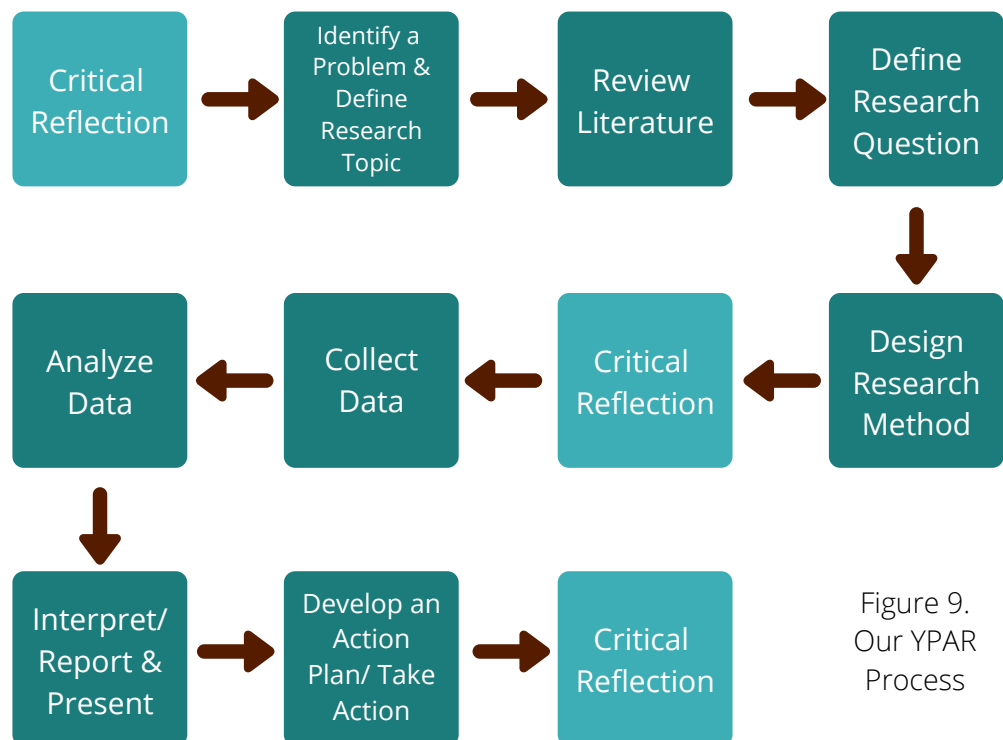 Critical
Reflection
Identify a
Problem &
Define
Research
Topic
Review
Literature
Define
Research
Question
Design
Research
Method
Critical
Reflection
Collect
Data
Analyze
Data
Interpret/
Report &
Present
Develop an
Action
Plan/ Take
Action
Critical
Reflection
Figure 9.
Our YPAR
Process